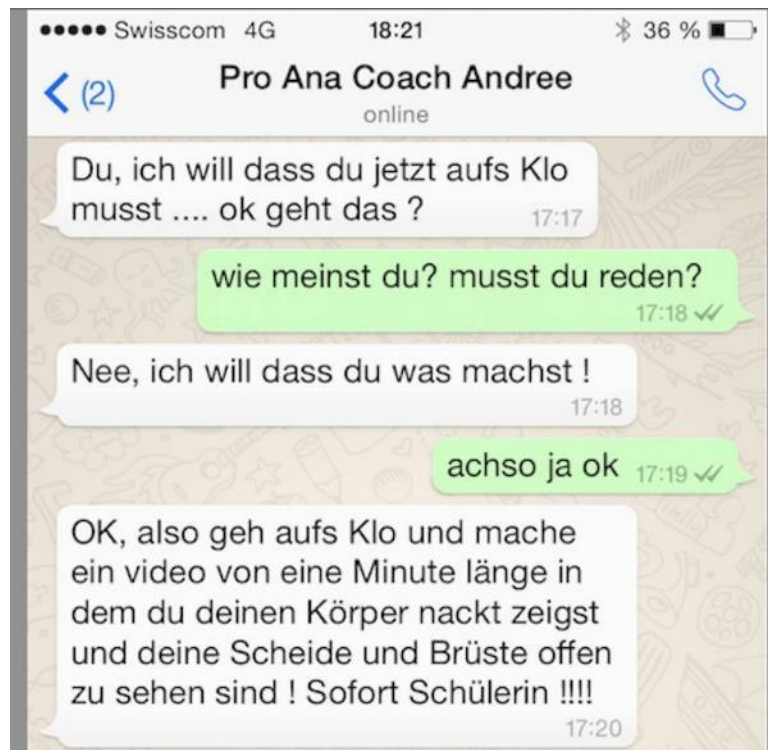 Swisscom 4G 18:21 36 %
(2) Pro Ana Coach Andree
online
Du, ich will dass du jetzt aufs Klo
musst .... ok geht das ? 17:17
wie meinst du? musst du reden?
17:18
Nee, ich will dass du was machst !
17:18
achso ja ok 17:19
OK, also geh aufs Klo und mache
ein video von eine Minute länge in
dem du deinen Körper nackt zeigst
und deine Scheide und Brüste offen
zu sehen sind ! Sofort Schülerin !!!!
17:20